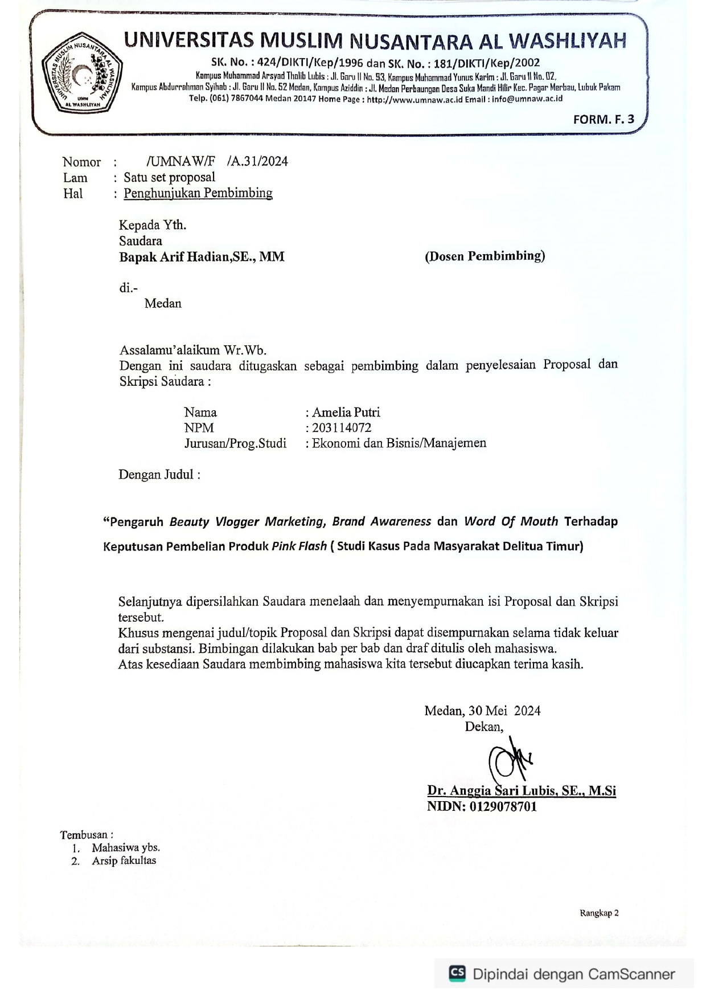 UNIVERSITAS MUSLIM NUSANTARA AL WASHLIYAH
SK. No. : 424/DIKTI/Kep/1996 dan SK. No. : 181/DIKTI/Kep/2002
Kampus Muhammad Arsyad Thalib Lubis : Jl. Garu II No. 93, Kampus Muhammad Yunus Karim : Jl. Garu II No. 02,
Kampus Abdurrahman Syihab : Jl. Garu II No. 52 Medan, Kampus Aziddin : Jl. Medan Perbaungan Desa Suka Mandi Hilir Kec. Pagar Merbau, Lubuk Pakam
Telp. (061) 7867044 Medan 20147 Home Page : http://www.umnaw.ac.id Email : info@umnaw.ac.id
UNIVERSITAS MUSLIM NUSANTARA AL WASHLIYAH
UMN
AL WASHLIYAH
FORM. F. 3
Nomor : /UMNAW/F /A.31/2024
Lam : Satu set proposal
Hal : Penghunjukan Pembimbing
Kepada Yth.
Saudara
Bapak Arif Hadian,SE., MM (Dosen Pembimbing)
di.-
Medan
Assalamu’alaikum Wr.Wb.
Dengan ini saudara ditugaskan sebagai pembimbing dalam penyelesaian Proposal dan
Skripsi Saudara :
Nama : Amelia Putri
NPM : 203114072
Jurusan/Prog.Studi : Ekonomi dan Bisnis/Manajemen
Dengan Judul :
“Pengaruh Beauty Vlogger Marketing, Brand Awareness dan Word Of Mouth Terhadap
Keputusan Pembelian Produk Pink Flash ( Studi Kasus Pada Masyarakat Delitua Timur)
Selanjutnya dipersilahkan Saudara menelaah dan menyempurnakan isi Proposal dan Skripsi
tersebut.
Khusus mengenai judul/topik Proposal dan Skripsi dapat disempurnakan selama tidak keluar
dari substansi. Bimbingan dilakukan bab per bab dan draf ditulis oleh mahasiswa.
Atas kesediaan Saudara membimbing mahasiswa kita tersebut diucapkan terima kasih.
Medan, 30 Mei 2024
Dekan,
Dr. Anggia Sari Lubis, SE., M.Si
NIDN: 0129078701
Tembusan :
1. Mahasiwa ybs.
2. Arsip fakultas
Rangkap 2
CS Dipindai dengan CamScanner